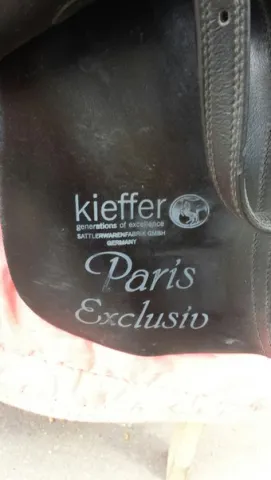 kieffer
generations of excellence
SATTLERWARENFABRIK GMBH
GERMANY
Paris
Exclusiv